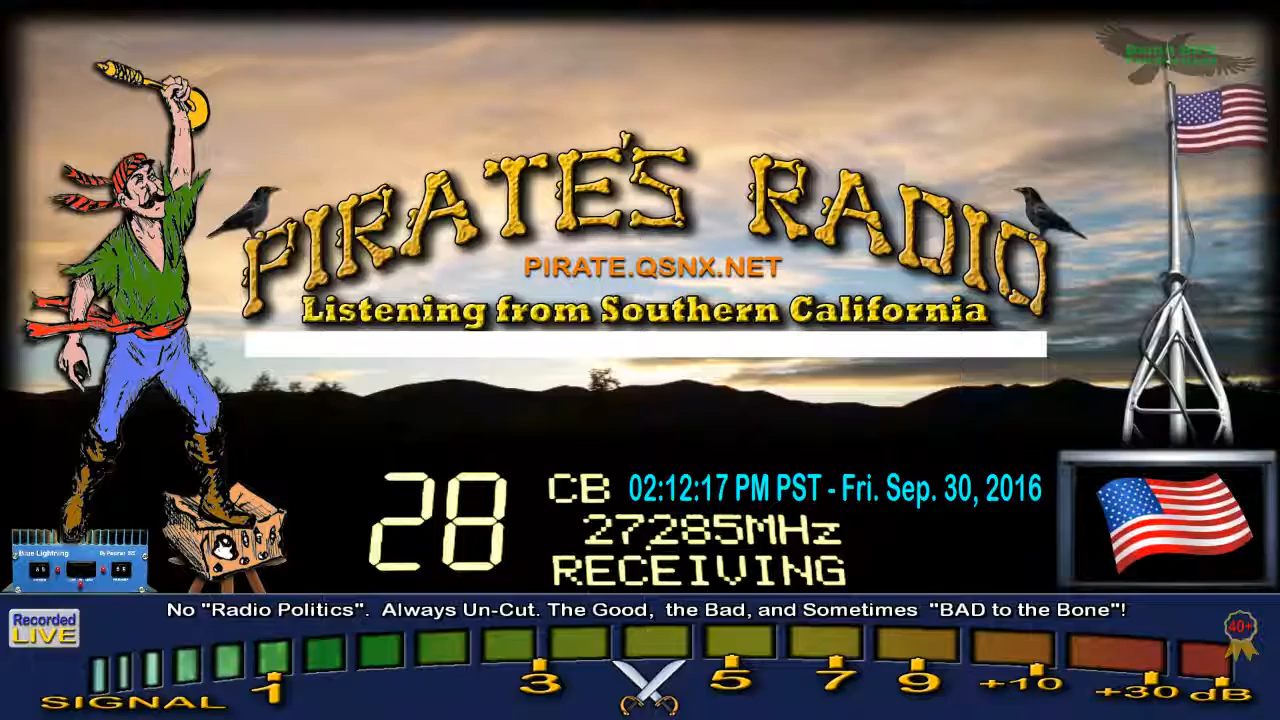 PIRATE'S RADIO
PIRATE.QSNX.NET
Listening from Southern California
28
CB 02:12:17 PM PST - Fri. Sep. 30, 2016
27.285MHz
RECEIVING
Blue Lightning
No "Radio Politics". Always Un-Cut. The Good, the Bad, and Sometimes "BAD to the Bone"!
Recorded
LIVE
40+
SIGNAL 1 3 5 7 9 +10 +30 dB